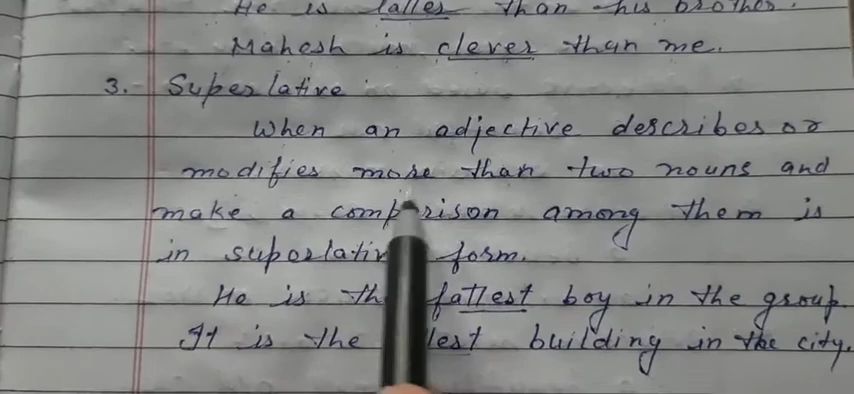 He is taller than his brother.
Mahesh is clever than me.
3. Superlative
When an adjective describes or
modifies more than two nouns and
make a comparison among them is
in superlative form.
He is the fattest boy in the group.
It is the building in the city.